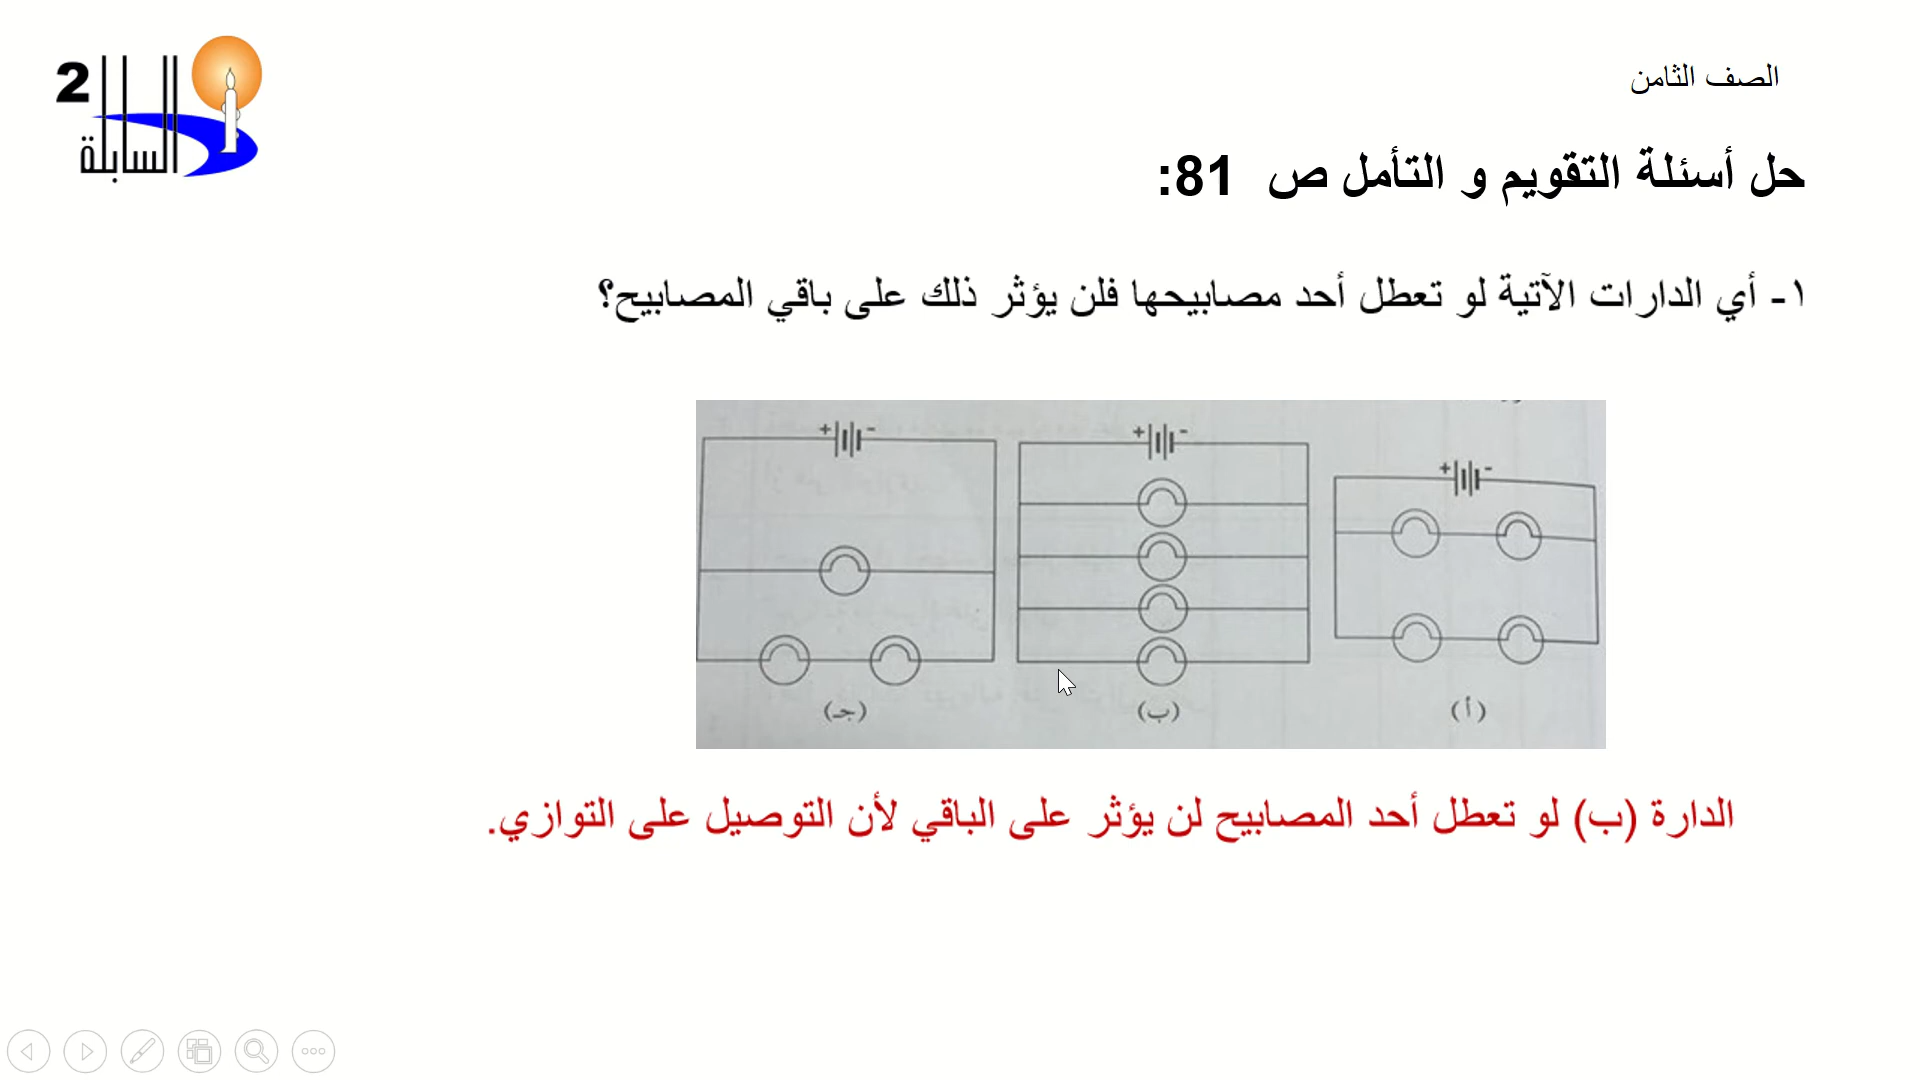 2
السابلة
الصف الثامن
حل أسئلة التقويم و التأمل ص 81:
١- أي الدارات الآتية لو تعطل أحد مصابيحها فلن يؤثر ذلك على باقي المصابيح؟
+ -
+ -
+ -
(أ)
(ب)
(جـ)
الدارة (ب) لو تعطل أحد المصابيح لن يؤثر على الباقي لأن التوصيل على التوازي.